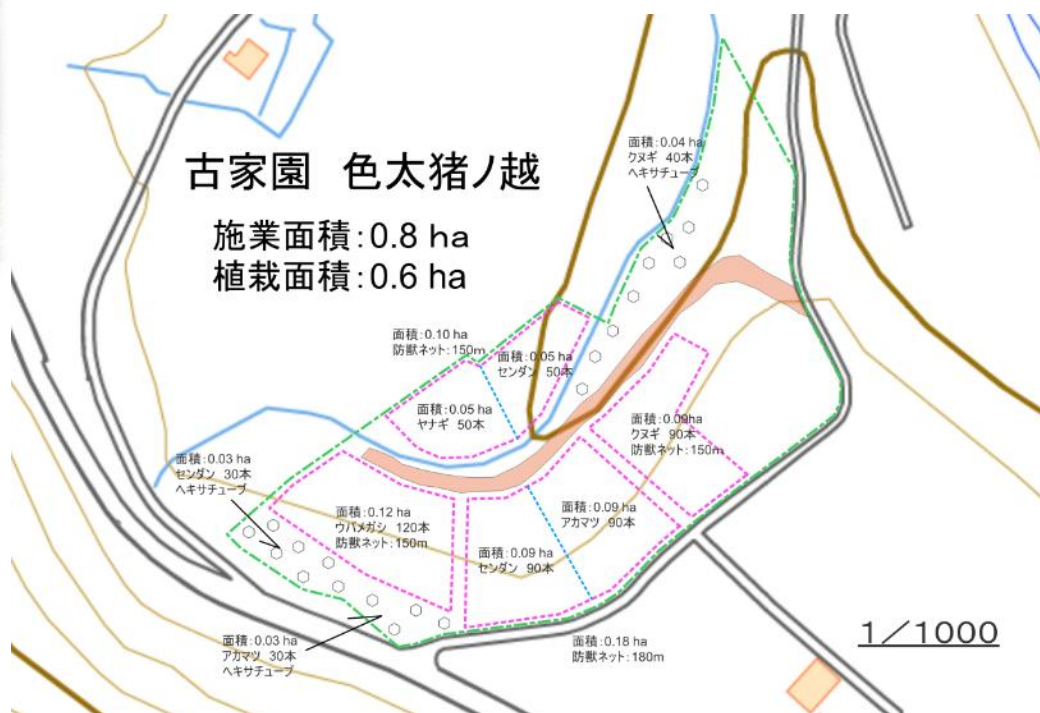 古家園 色太猪ノ越
施業面積:0.8 ha
植栽面積:0.6 ha
面積:0.04 ha
クヌギ 40本
ヘキサチューブ
面積:0.10 ha
防獣ネット:150m
面積:0.05 ha
センダン 50本
面積:0.05 ha
ヤナギ 50本
面積:0.09ha
クヌギ 90本
防獣ネット:150m
面積:0.03 ha
センダン 30本
ヘキサチューブ
面積:0.12 ha
ウバメガシ 120本
防獣ネット:150m
面積:0.09 ha
アカマツ 90本
面積:0.09 ha
センダン 90本
面積:0.03 ha
アカマツ 30本
ヘキサチューブ
面積:0.18 ha
防獣ネット:180m
1/1000